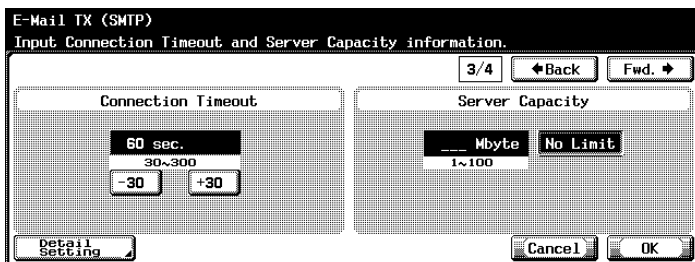 E-Mail TX (SMTP)
Input Connection Timeout and Server Capacity information.
3/4 ←Back Fwd. →
Connection Timeout
60 sec.
30~300
-30 +30
Server Capacity
___ Mbyte No Limit
1~100
Detail
Setting
Cancel OK